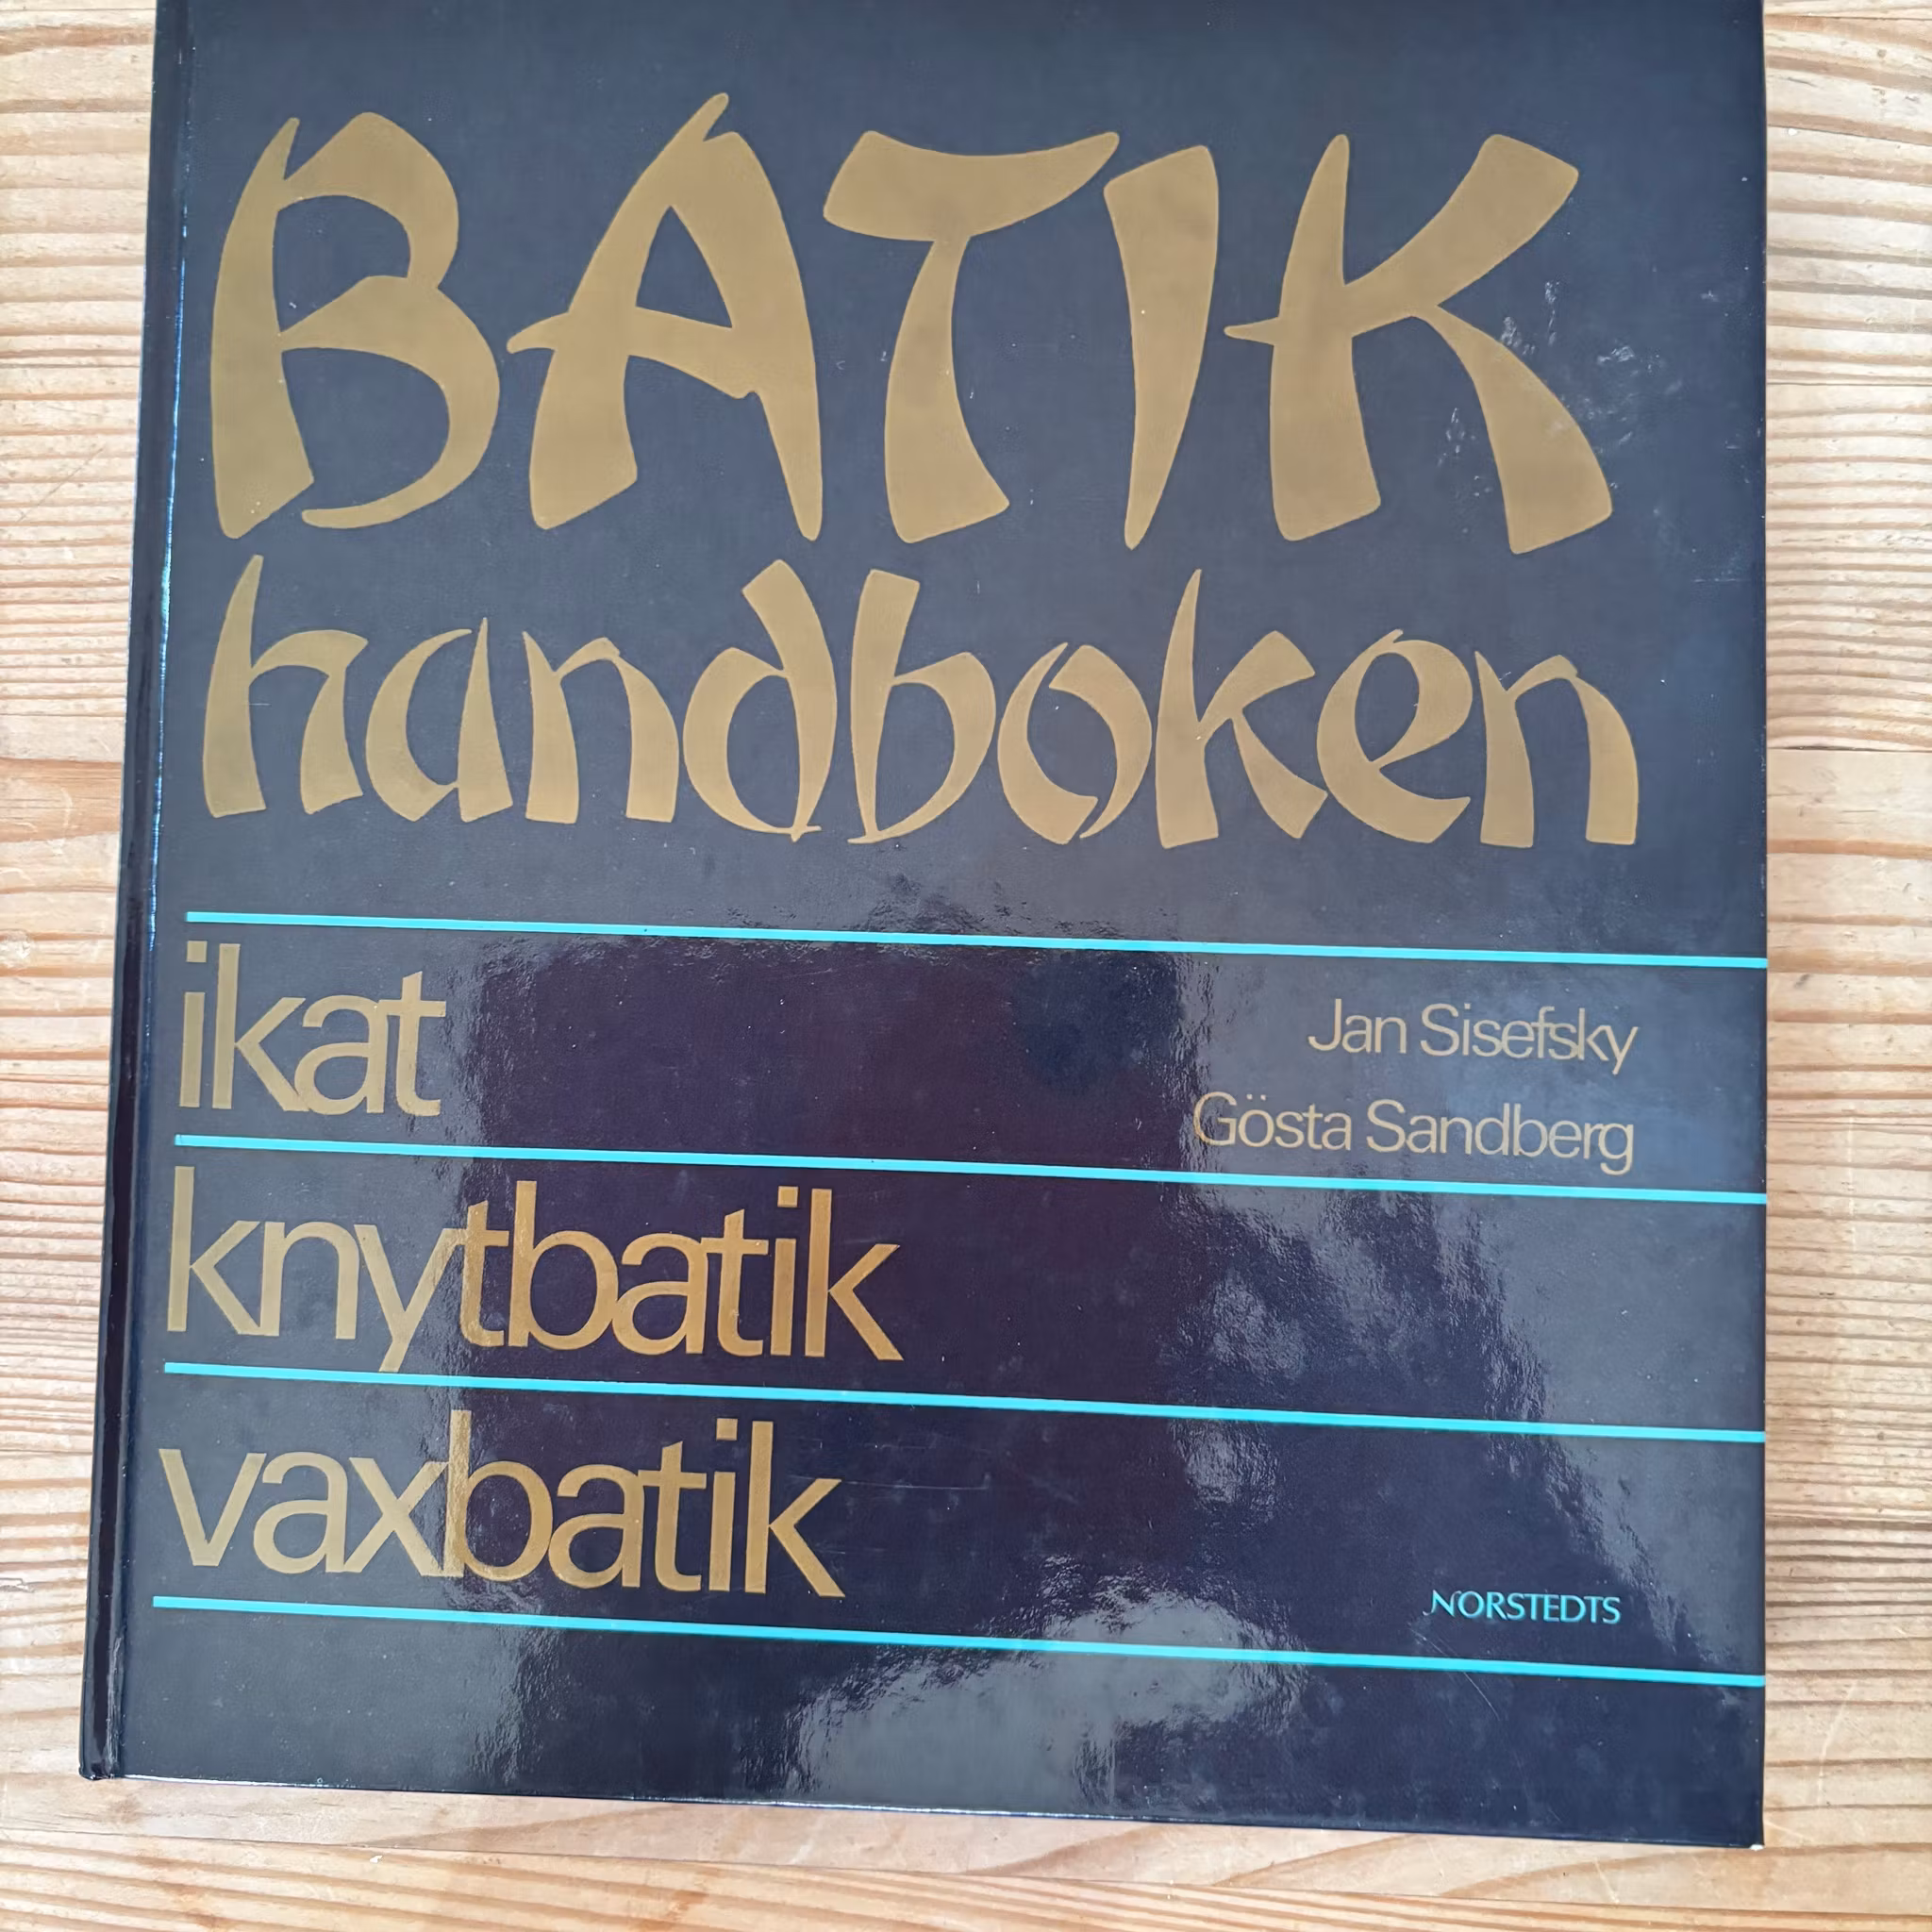 BATIK
handboken
ikat
Jan Sisefsky
Gösta Sandberg
knytbatik
vaxbatik
NORSTEDTS